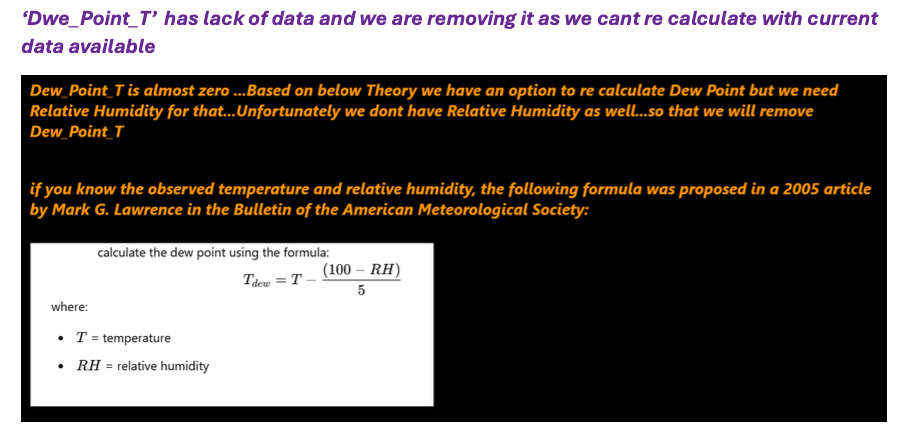 ‘Dwe_Point_T’ has lack of data and we are removing it as we cant re calculate with current
data available
Dew_Point_T is almost zero ...Based on below Theory we have an option to re calculate Dew Point but we need
Relative Humidity for that...Unfortunately we dont have Relative Humidity as well...so that we will remove
Dew_Point_T
if you know the observed temperature and relative humidity, the following formula was proposed in a 2005 article
by Mark G. Lawrence in the Bulletin of the American Meteorological Society:
calculate the dew point using the formula:
T_dew = T − (100 − RH) / 5
where:
• T = temperature
• RH = relative humidity